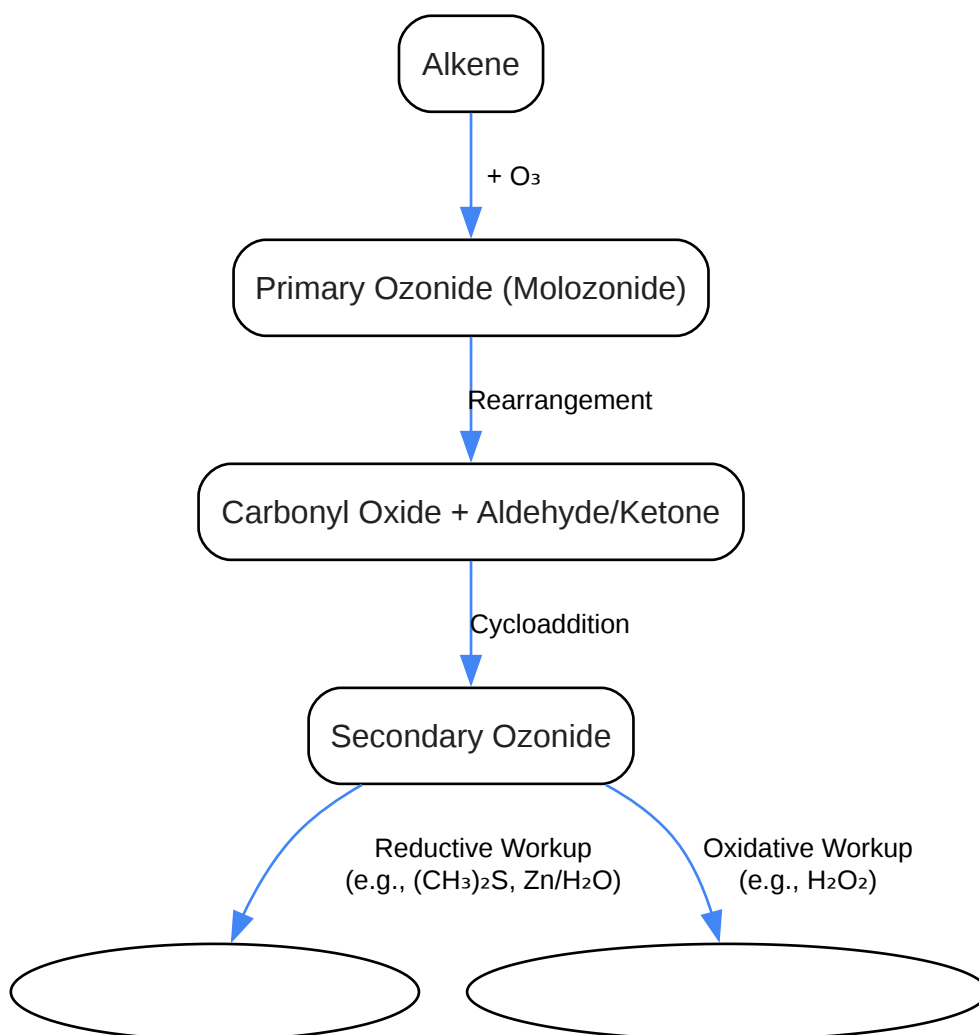 Alkene
+ O₃
Primary Ozonide (Molozonide)
Rearrangement
Carbonyl Oxide + Aldehyde/Ketone
Cycloaddition
Secondary Ozonide
Reductive Workup
(e.g., (CH₃)₂S, Zn/H₂O)
Oxidative Workup
(e.g., H₂O₂)